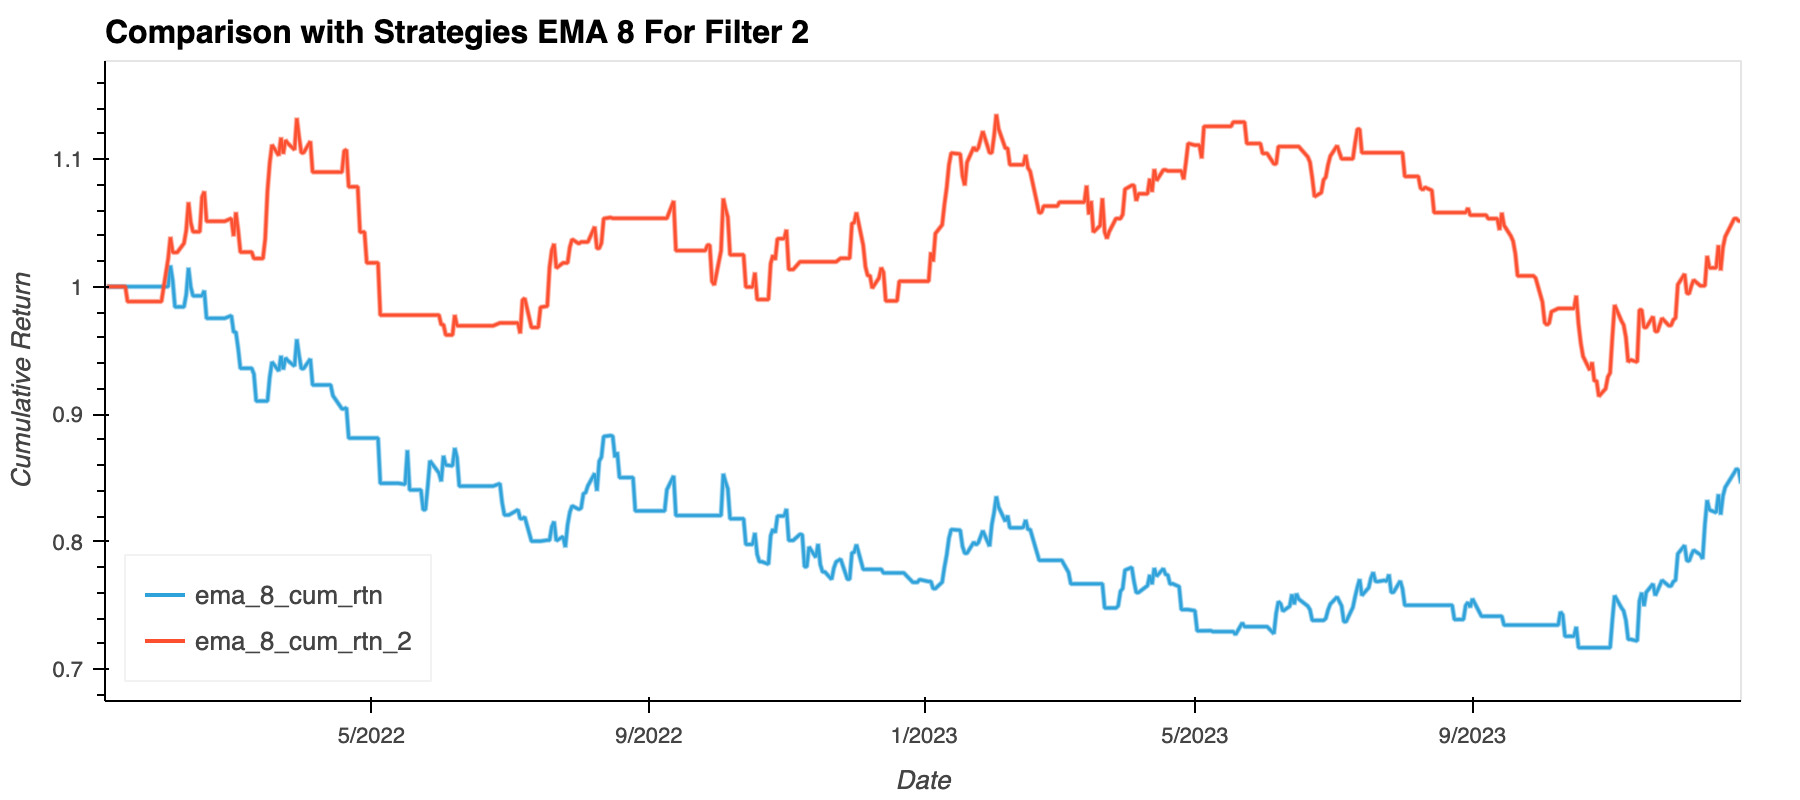 Comparison with Strategies EMA 8 For Filter 2
Cumulative Return
1.1
1
0.9
0.8
0.7
ema_8_cum_rtn
ema_8_cum_rtn_2
5/2022
9/2022
1/2023
5/2023
9/2023
Date